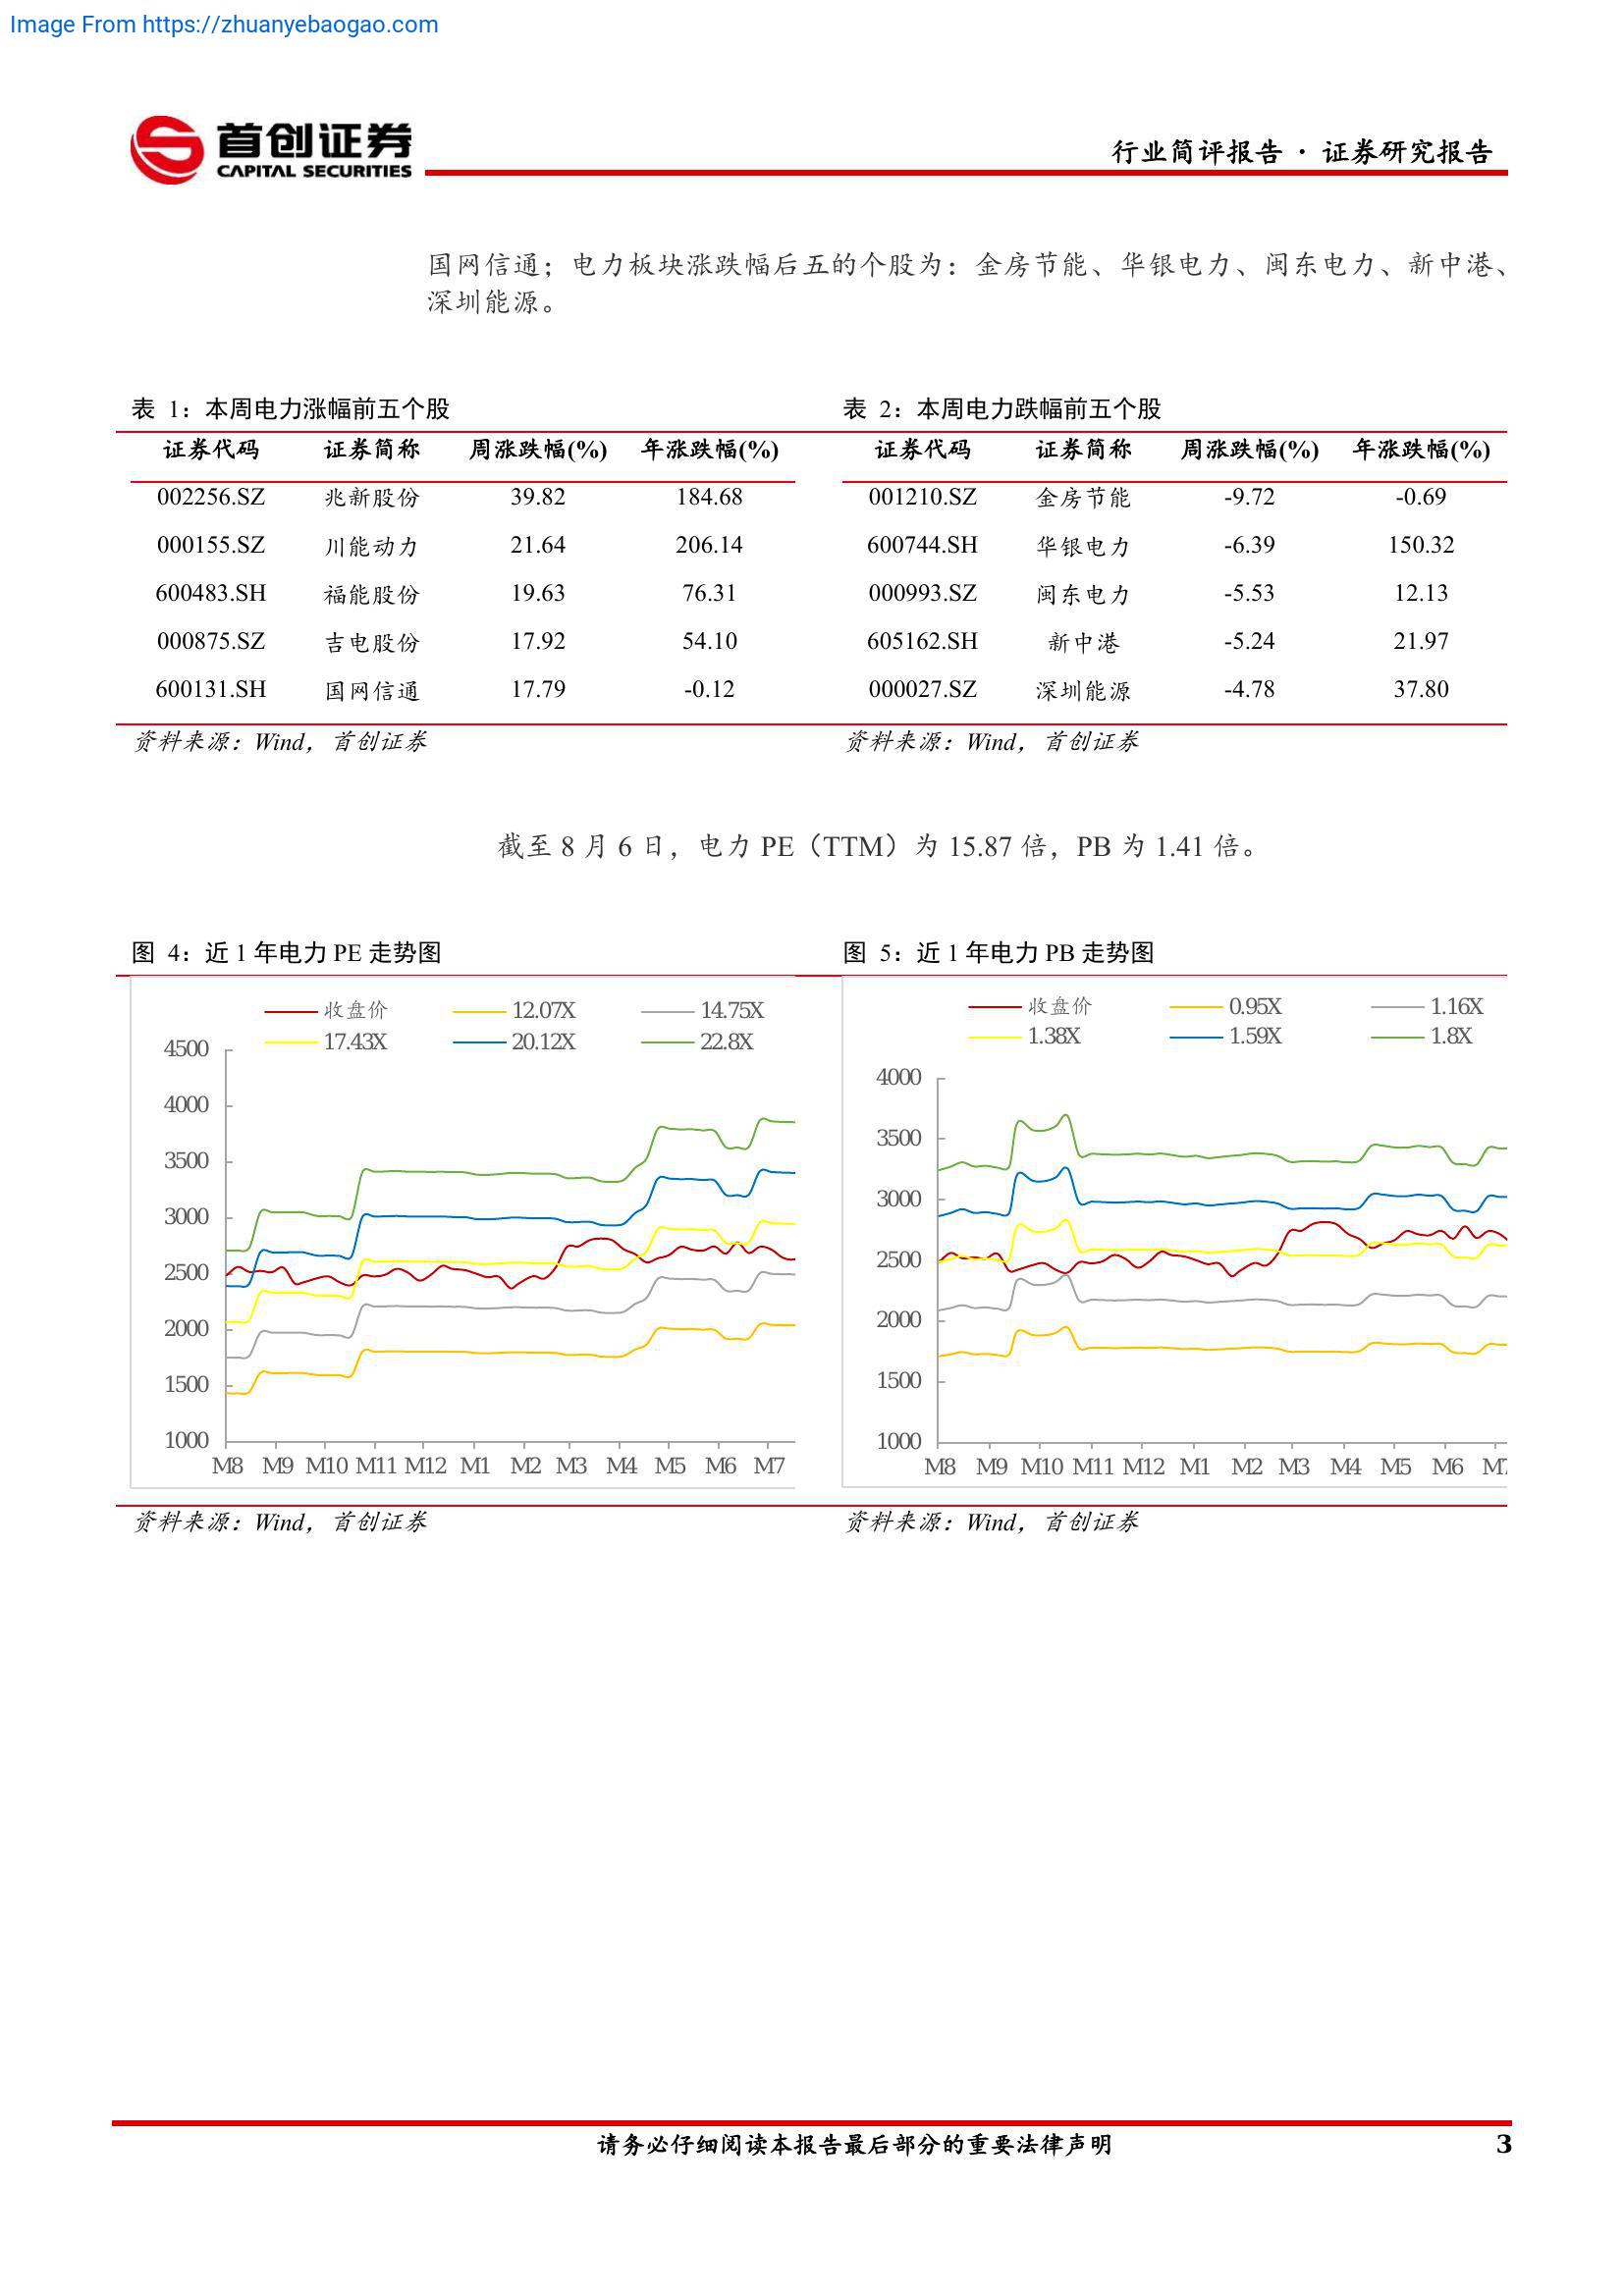 Image From https://zhuanyebaogao.com
首创证券
CAPITAL SECURITIES
行业简评报告 · 证券研究报告
国网信通；电力板块涨跌幅后五的个股为：金房节能、华银电力、闽东电力、新中港、
深圳能源。
表 1：本周电力涨幅前五个股
证券代码 证券简称 周涨跌幅(%) 年涨跌幅(%)
002256.SZ 兆新股份 39.82 184.68
000155.SZ 川能动力 21.64 206.14
600483.SH 福能股份 19.63 76.31
000875.SZ 吉电股份 17.92 54.10
600131.SH 国网信通 17.79 -0.12
资料来源：Wind，首创证券
表 2：本周电力跌幅前五个股
证券代码 证券简称 周涨跌幅(%) 年涨跌幅(%)
001210.SZ 金房节能 -9.72 -0.69
600744.SH 华银电力 -6.39 150.32
000993.SZ 闽东电力 -5.53 12.13
605162.SH 新中港 -5.24 21.97
000027.SZ 深圳能源 -4.78 37.80
资料来源：Wind，首创证券
截至 8 月 6 日，电力 PE（TTM）为 15.87 倍，PB 为 1.41 倍。
图 4：近 1 年电力 PE 走势图
收盘价 12.07X 14.75X
17.43X 20.12X 22.8X
4500
4000
3500
3000
2500
2000
1500
1000
M8 M9 M10 M11 M12 M1 M2 M3 M4 M5 M6 M7
资料来源：Wind，首创证券
图 5：近 1 年电力 PB 走势图
收盘价 0.95X 1.16X
1.38X 1.59X 1.8X
4000
3500
3000
2500
2000
1500
1000
M8 M9 M10 M11 M12 M1 M2 M3 M4 M5 M6 M7
资料来源：Wind，首创证券
请务必仔细阅读本报告最后部分的重要法律声明 3